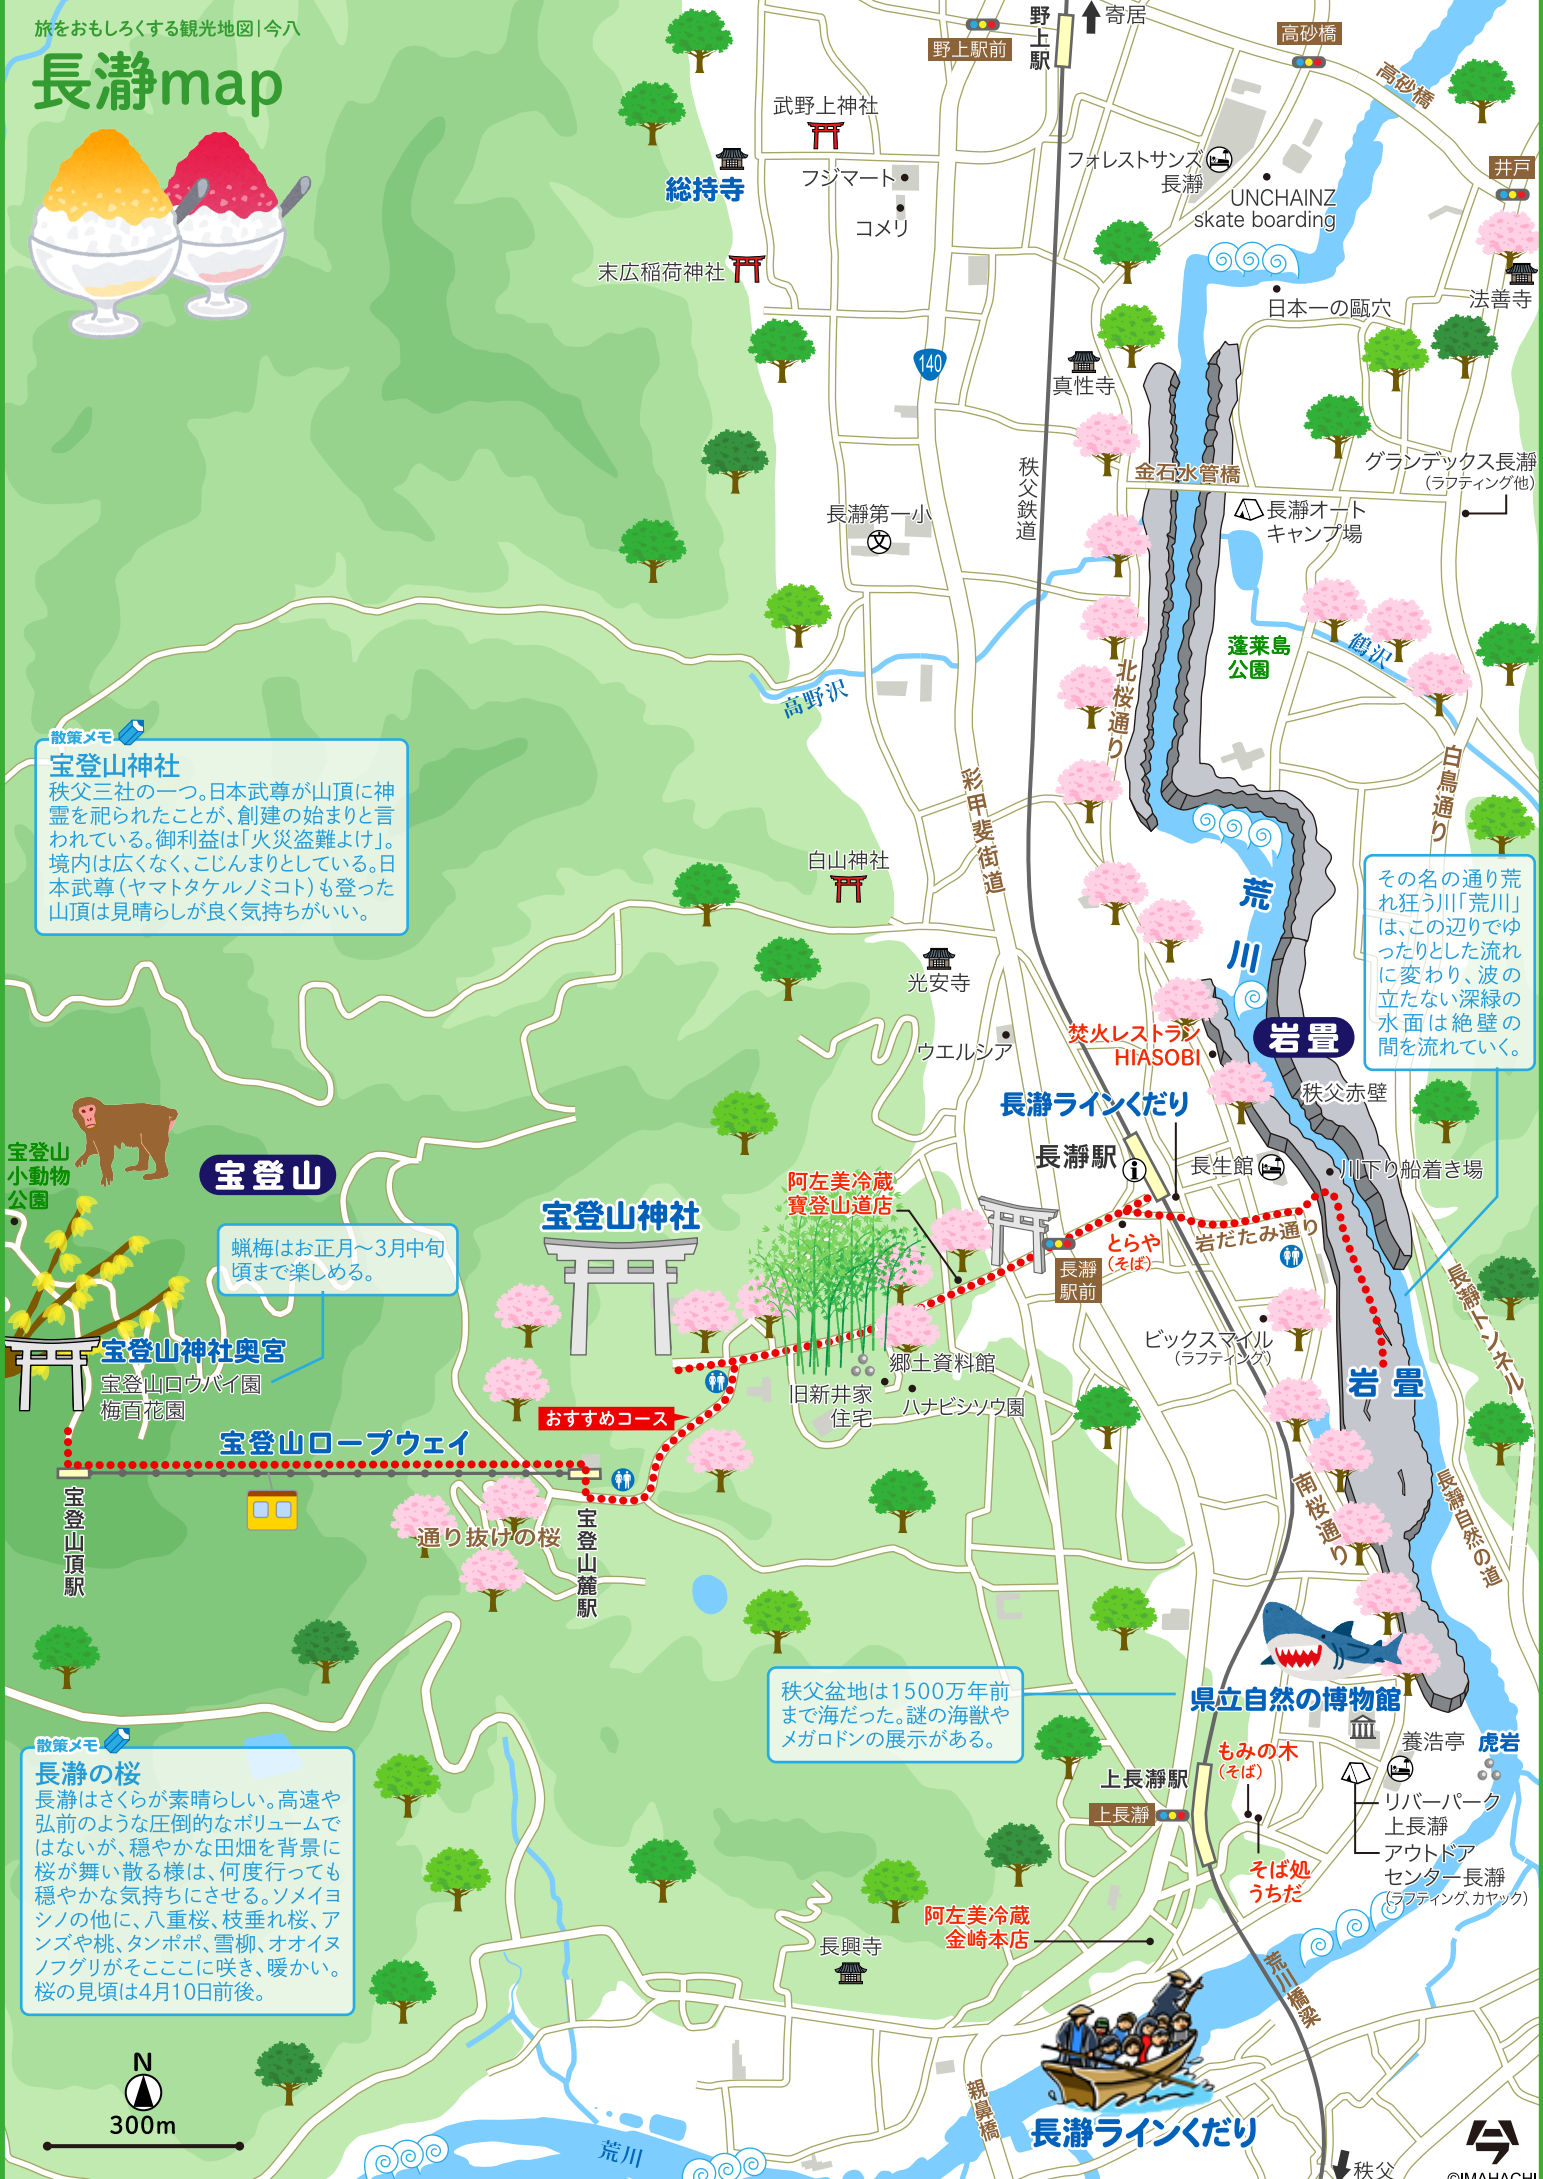 旅をおもしろくする観光地図|今八
長瀞map
野上駅前
野上駅
寄居
高砂橋
高砂橋
武野上神社
フジマート
コメリ
総持寺
末広稲荷神社
フォレストサンズ
長瀞
UNCHAINZ
skate boarding
井戸
法善寺
日本一の甌穴
140
真性寺
秩父鉄道
金石水管橋
グランデックス長瀞
(ラフティング他)
長瀞オート
キャンプ場
長瀞第一小
文
蓬莱島
公園
鶴沢
高野沢
北桜通り
白鳥通り
彩甲斐街道
散策メモ
宝登山神社
秩父三社の一つ。日本武尊が山頂に神
霊を祀られたことが、創建の始まりと言
われている。御利益は「火災盗難よけ」。
境内は広くなく、こじんまりとしている。日
本武尊(ヤマトタケルノミコト)も登った
山頂は見晴らしが良く気持ちがいい。
白山神社
光安寺
ウエルシア
荒川
その名の通り荒
れ狂う川「荒川」
は、この辺りでゆ
ったりとした流れ
に変わり、波の
立たない深緑の
水面は絶壁の
間を流れていく。
焚火レストラン
HIASOBI
岩畳
秩父赤壁
長瀞ラインくだり
長瀞駅
長生館
川下り船着き場
宝登山
小動物
公園
宝登山
阿左美冷蔵
寶登山道店
宝登山神社
蝋梅はお正月〜3月中旬
頃まで楽しめる。
とらや
(そば)
岩だたみ通り
長瀞
駅前
長瀞トンネル
ビックスマイル
(ラフティング)
岩畳
宝登山神社奥宮
宝登山ロウバイ園
梅百花園
郷土資料館
旧新井家
住宅
ハナビシソウ園
おすすめコース
宝登山ロープウェイ
宝登山頂駅
通り抜けの桜
宝登山麓駅
南桜通り
長瀞自然の道
秩父盆地は1500万年前
まで海だった。謎の海獣や
メガロドンの展示がある。
県立自然の博物館
養浩亭
虎岩
もみの木
(そば)
上長瀞駅
上長瀞
リバーパーク
上長瀞
アウトドア
センター長瀞
(ラフティング、カヤック)
そば処
うちだ
阿左美冷蔵
金崎本店
長興寺
散策メモ
長瀞の桜
長瀞はさくらが素晴らしい。高遠や
弘前のような圧倒的なボリュームで
はないが、穏やかな田畑を背景に
桜が舞い散る様は、何度行っても
穏やかな気持ちにさせる。ソメイヨ
シノの他に、八重桜、枝垂れ桜、ア
ンズや桃、タンポポ、雪柳、オオイヌ
ノフグリがそこここに咲き、暖かい。
桜の見頃は4月10日前後。
荒川橋梁
親鼻橋
長瀞ラインくだり
荒川
N
300m
秩父
©IMAHACHI